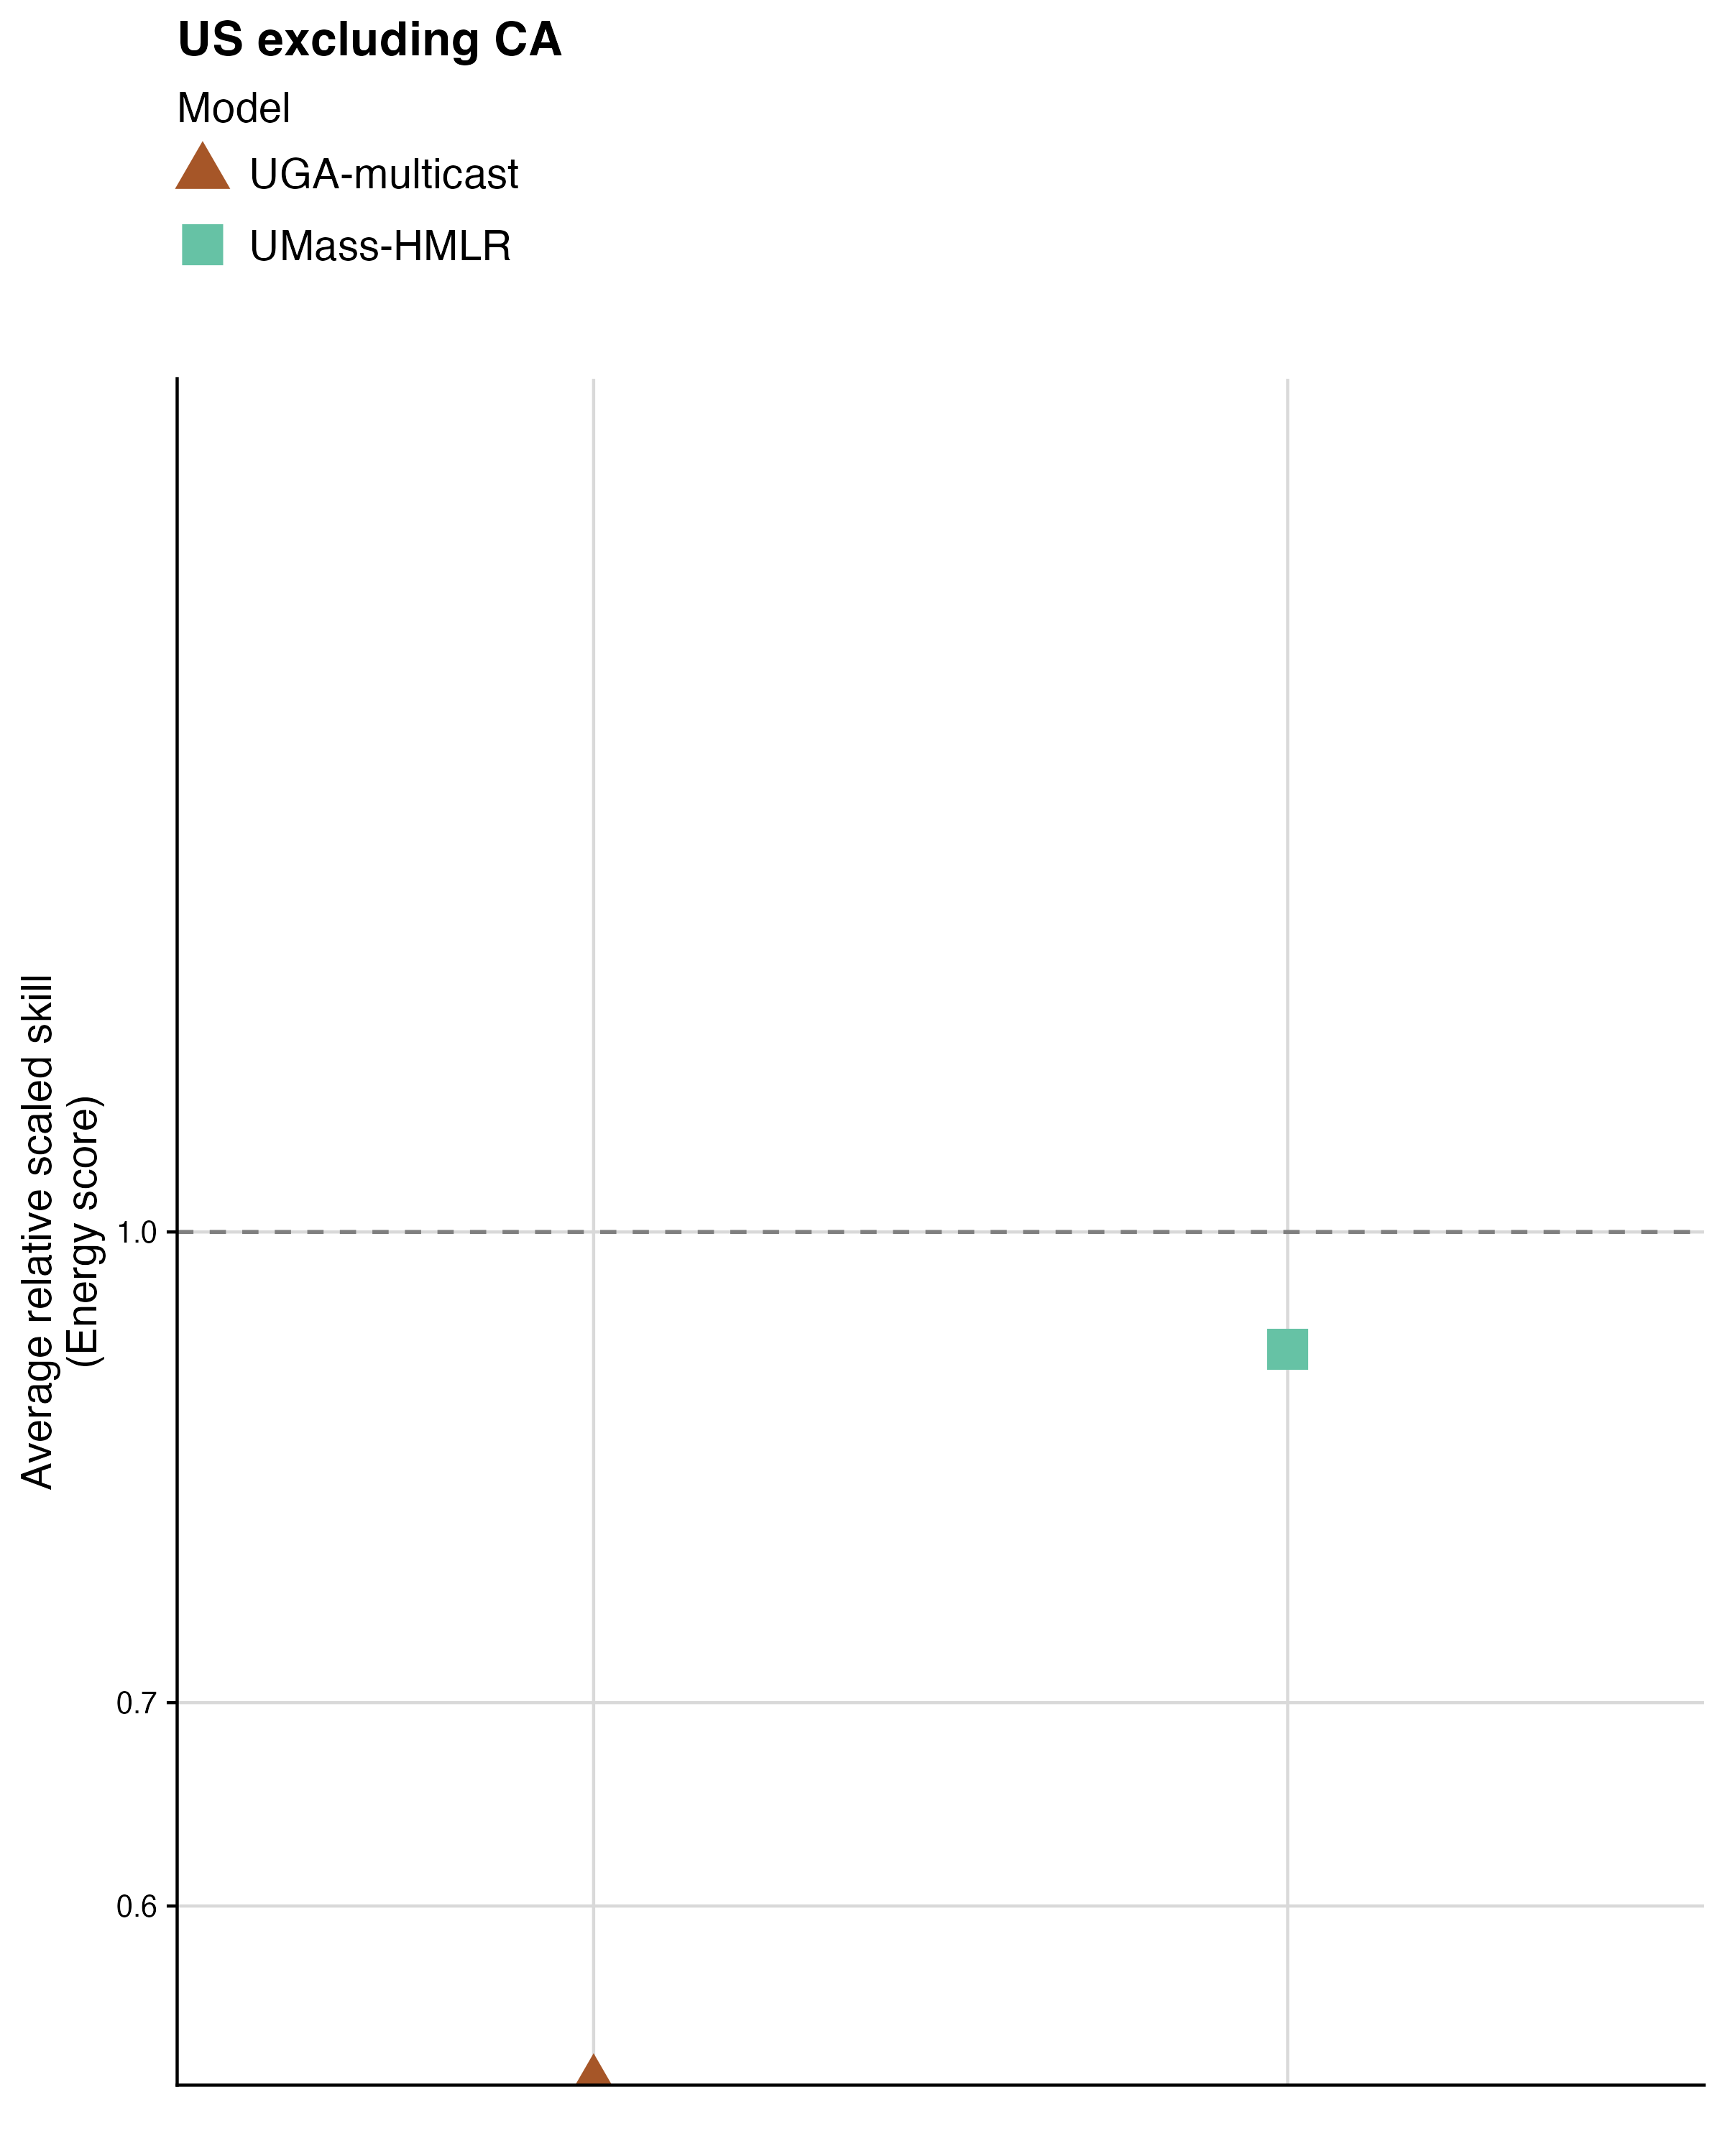 US excluding CA
Model
UGA-multicast
UMass-HMLR
Average relative scaled skill
(Energy score)
1.0
0.7
0.6